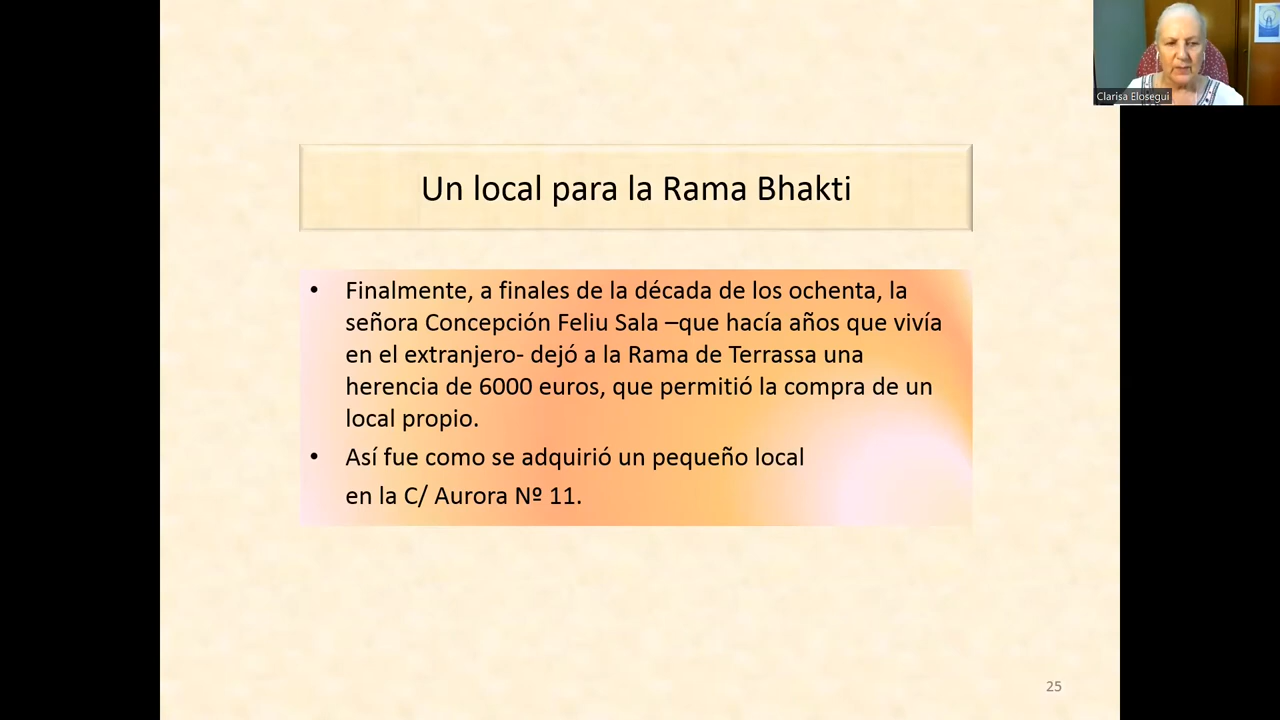 Clarisa Elosegui
Un local para la Rama Bhakti
• Finalmente, a finales de la década de los ochenta, la
señora Concepción Feliu Sala –que hacía años que vivía
en el extranjero- dejó a la Rama de Terrassa una
herencia de 6000 euros, que permitió la compra de un
local propio.
• Así fue como se adquirió un pequeño local
en la C/ Aurora Nº 11.
25